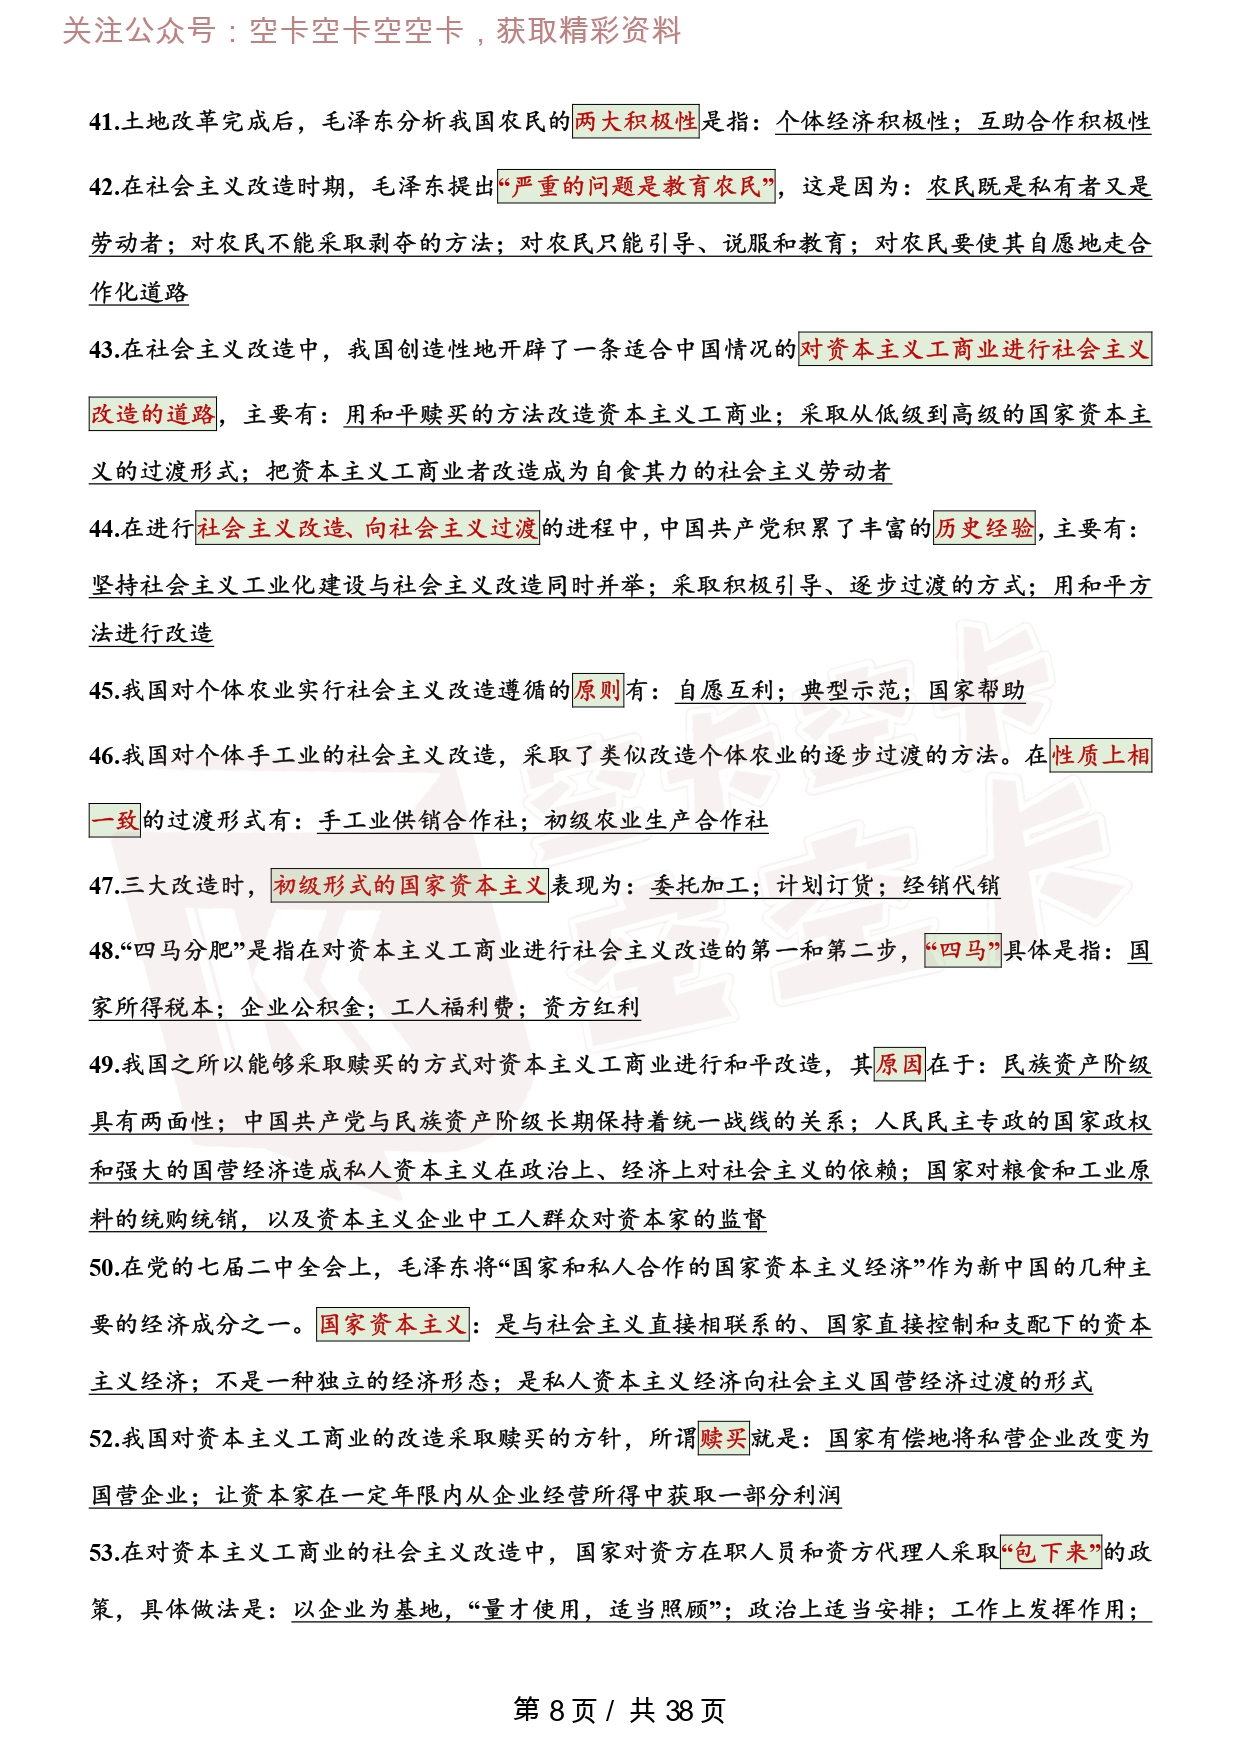 关注公众号：空卡空卡空空卡，获取精彩资料
41.土地改革完成后，毛泽东分析我国农民的两大积极性是指：个体经济积极性；互助合作积极性
42.在社会主义改造时期，毛泽东提出“严重的问题是教育农民”，这是因为：农民既是私有者又是
劳动者；对农民不能采取剥夺的方法；对农民只能引导、说服和教育；对农民要使其自愿地走合
作化道路
43.在社会主义改造中，我国创造性地开辟了一条适合中国情况的对资本主义工商业进行社会主义
改造的道路，主要有：用和平赎买的方法改造资本主义工商业；采取从低级到高级的国家资本主
义的过渡形式；把资本主义工商业者改造成为自食其力的社会主义劳动者
44.在进行社会主义改造、向社会主义过渡的进程中，中国共产党积累了丰富的历史经验，主要有：
坚持社会主义工业化建设与社会主义改造同时并举；采取积极引导、逐步过渡的方式；用和平方
法进行改造
45.我国对个体农业实行社会主义改造遵循的原则有：自愿互利；典型示范；国家帮助
46.我国对个体手工业的社会主义改造，采取了类似改造个体农业的逐步过渡的方法。在性质上相
一致的过渡形式有：手工业供销合作社；初级农业生产合作社
47.三大改造时，初级形式的国家资本主义表现为：委托加工；计划订货；经销代销
48.“四马分肥”是指在对资本主义工商业进行社会主义改造的第一和第二步，“四马”具体是指：国
家所得税本；企业公积金；工人福利费；资方红利
49.我国之所以能够采取赎买的方式对资本主义工商业进行和平改造，其原因在于：民族资产阶级
具有两面性；中国共产党与民族资产阶级长期保持着统一战线的关系；人民民主专政的国家政权
和强大的国营经济造成私人资本主义在政治上、经济上对社会主义的依赖；国家对粮食和工业原
料的统购统销，以及资本主义企业中工人群众对资本家的监督
50.在党的七届二中全会上，毛泽东将“国家和私人合作的国家资本主义经济”作为新中国的几种主
要的经济成分之一。国家资本主义：是与社会主义直接相联系的、国家直接控制和支配下的资本
主义经济；不是一种独立的经济形态；是私人资本主义经济向社会主义国营经济过渡的形式
52.我国对资本主义工商业的改造采取赎买的方针，所谓赎买就是：国家有偿地将私营企业改变为
国营企业；让资本家在一定年限内从企业经营所得中获取一部分利润
53.在对资本主义工商业的社会主义改造中，国家对资方在职人员和资方代理人采取“包下来”的政
策，具体做法是：以企业为基地，“量才使用，适当照顾”；政治上适当安排；工作上发挥作用；
空卡空卡
空空卡
第 8 页 / 共 38 页